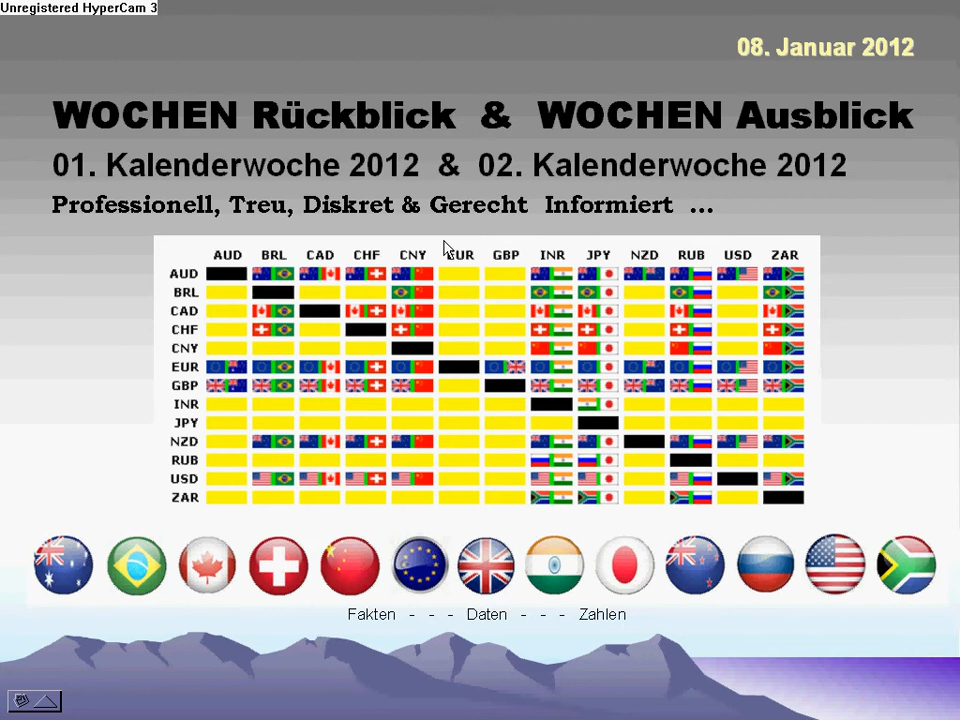 Unregistered HyperCam 3
08. Januar 2012
WOCHEN Rückblick & WOCHEN Ausblick
01. Kalenderwoche 2012 & 02. Kalenderwoche 2012
Professionell, Treu, Diskret & Gerecht Informiert ...
AUD BRL CAD CHF CNY EUR GBP INR JPY NZD RUB USD ZAR
AUD
BRL
CAD
CHF
CNY
EUR
GBP
INR
JPY
NZD
RUB
USD
ZAR
Fakten - - - Daten - - - Zahlen